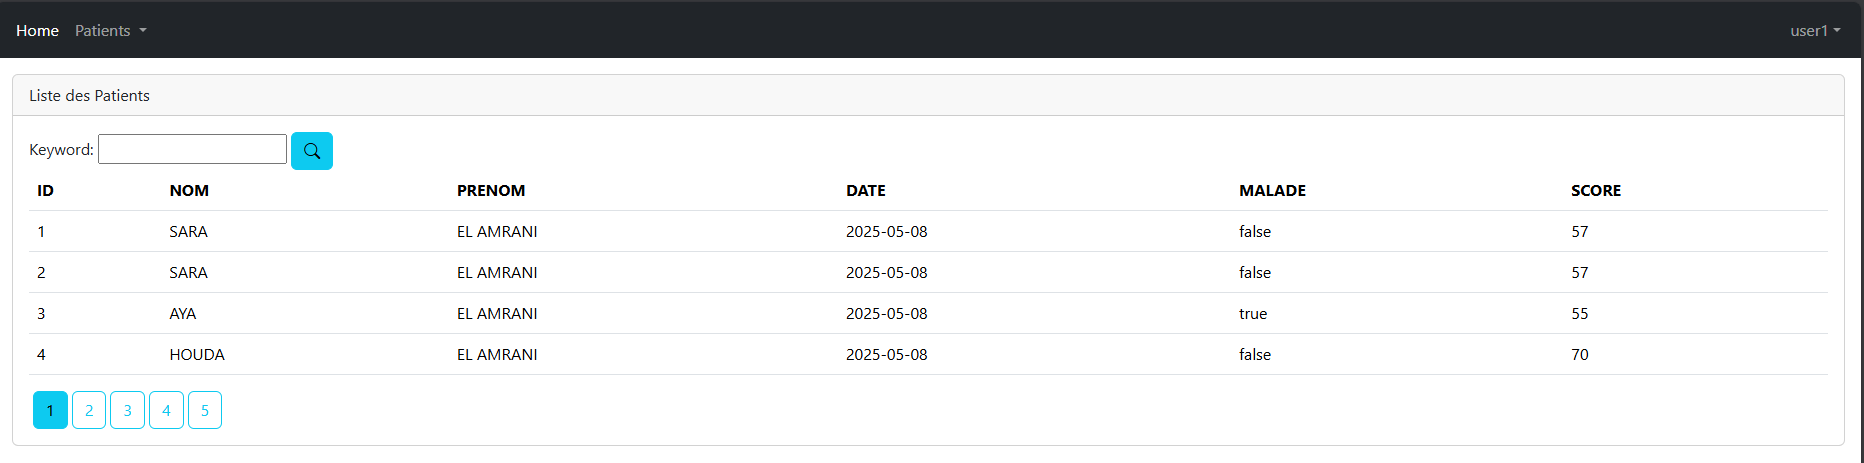 Home Patients user1
Liste des Patients
Keyword:
ID NOM PRENOM DATE MALADE SCORE
1 SARA EL AMRANI 2025-05-08 false 57
2 SARA EL AMRANI 2025-05-08 false 57
3 AYA EL AMRANI 2025-05-08 true 55
4 HOUDA EL AMRANI 2025-05-08 false 70
1 2 3 4 5